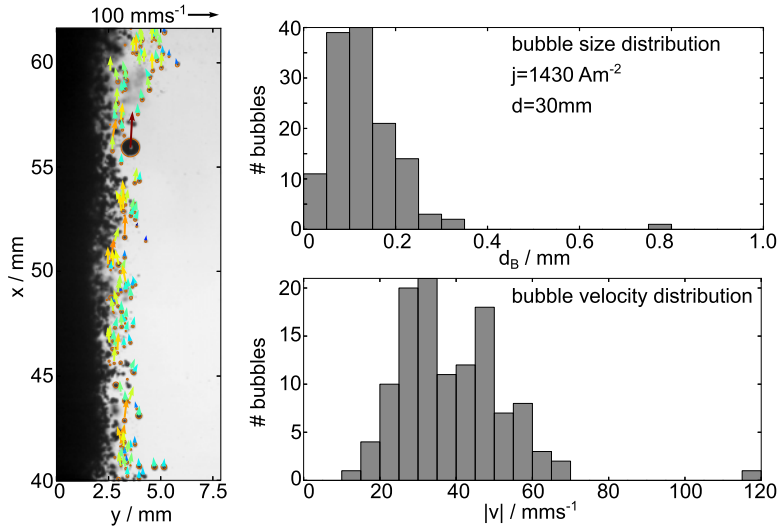 100 mms⁻¹
60
55
50
45
40
x / mm
0
2.5
5.0
7.5
y / mm
40
30
20
10
0
# bubbles
bubble size distribution
j=1430 Am⁻²
d=30mm
0
0.2
0.4
0.6
0.8
1.0
d_B / mm
20
15
10
5
0
# bubbles
bubble velocity distribution
0
20
40
60
80
100
120
|v| / mms⁻¹